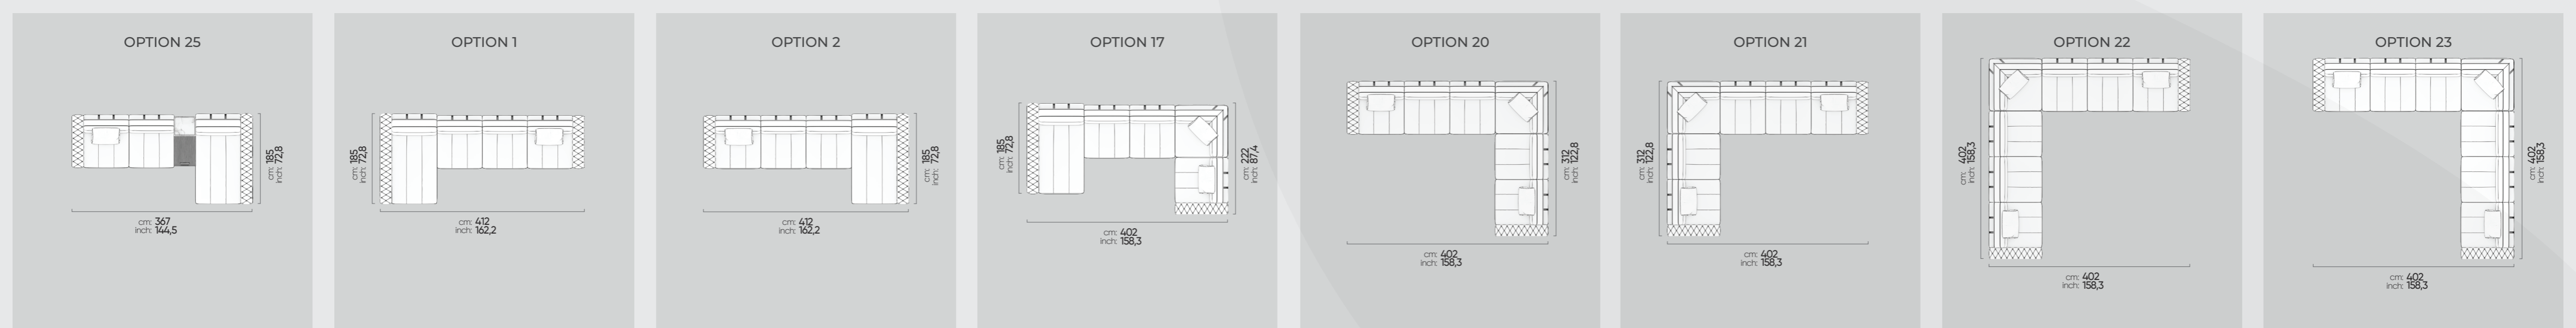 OPTION 25
cm: 185
inch: 72,8
cm: 367
inch: 144,5
OPTION 1
cm: 185
inch: 72,8
cm: 412
inch: 162,2
OPTION 2
cm: 185
inch: 72,8
cm: 412
inch: 162,2
OPTION 17
cm: 185
inch: 72,8
cm: 222
inch: 87,4
cm: 402
inch: 158,3
OPTION 20
cm: 312
inch: 122,8
cm: 402
inch: 158,3
OPTION 21
cm: 312
inch: 122,8
cm: 402
inch: 158,3
OPTION 22
cm: 402
inch: 158,3
cm: 402
inch: 158,3
OPTION 23
cm: 402
inch: 158,3
cm: 402
inch: 158,3